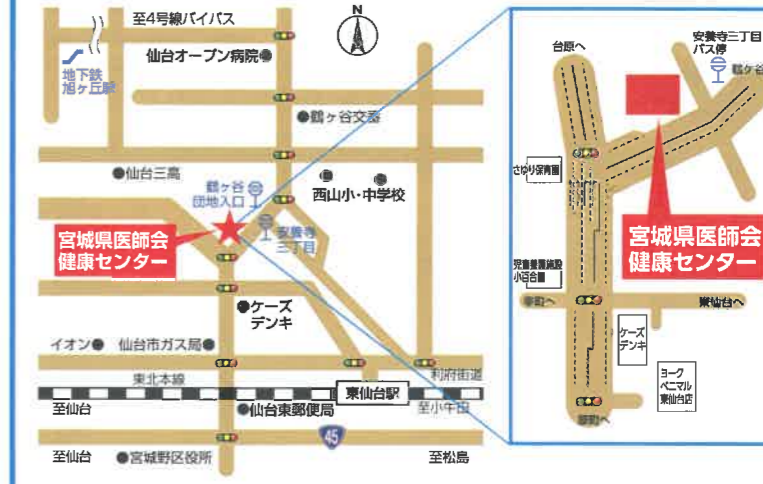 至4号線バイパス
N
仙台オープン病院
地下鉄
旭ヶ丘駅
鶴ヶ谷交番
仙台三高
鶴ヶ谷
団地入口
西山小・中学校
安養寺
三丁目
宮城県医師会
健康センター
ケーズ
デンキ
イオン
仙台市ガス局
東北本線
利府街道
東仙台駅
至仙台
仙台東郵便局
至小牛田
45
至仙台
宮城野区役所
至松島
台原へ
安養寺三丁目
バス停
鶴ヶ谷
さゆり保育園
宮城県医師会
健康センター
児童養護施設
小百合園
幸町へ
東仙台へ
ケーズ
デンキ
ヨーク
ベニマル
東仙台店